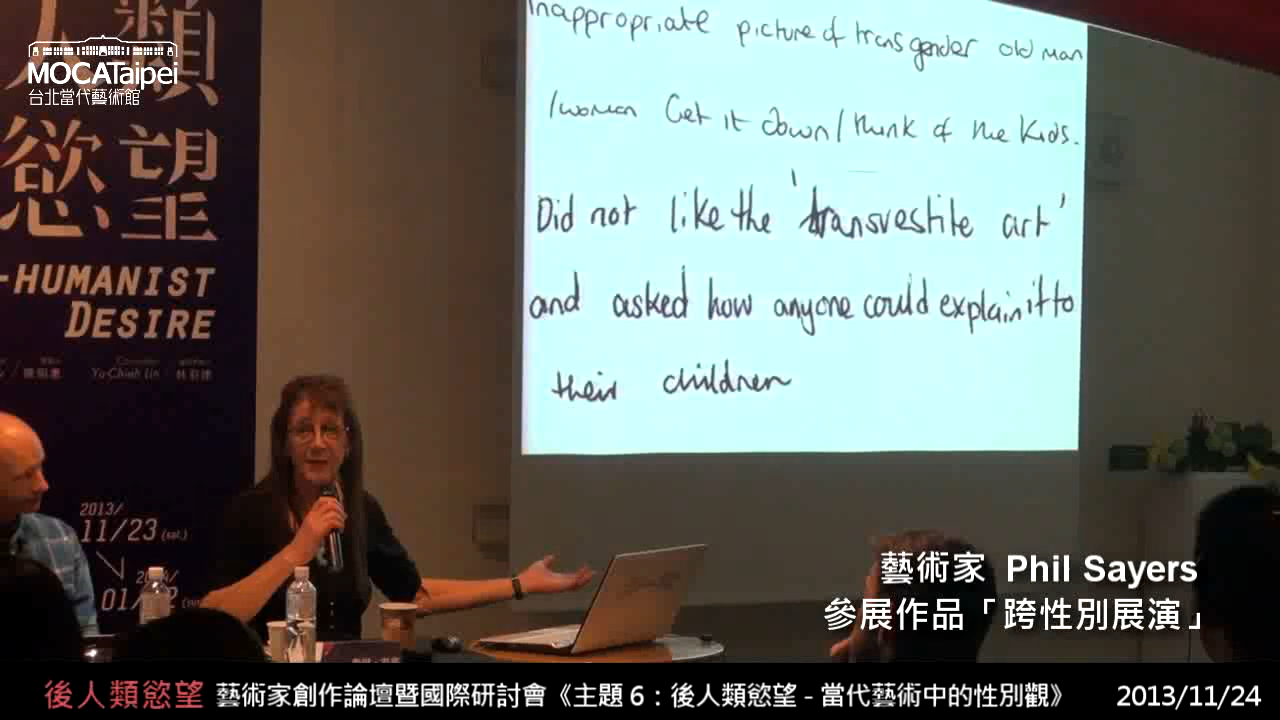 人類
慾望
MOCATaipei
台北當代藝術館
-HUMANIST
DESIRE
2013/
11/23 (sat.)
Inappropriate picture of transgender old man
/woman Get it down/think of the kids.
Did not like the 'transvestite art'
and asked how anyone could explain it to
their children
藝術家 Phil Sayers
參展作品「跨性別展演」
後人類慾望 藝術家創作論壇暨國際研討會《主題 6：後人類慾望 - 當代藝術中的性別觀》 2013/11/24